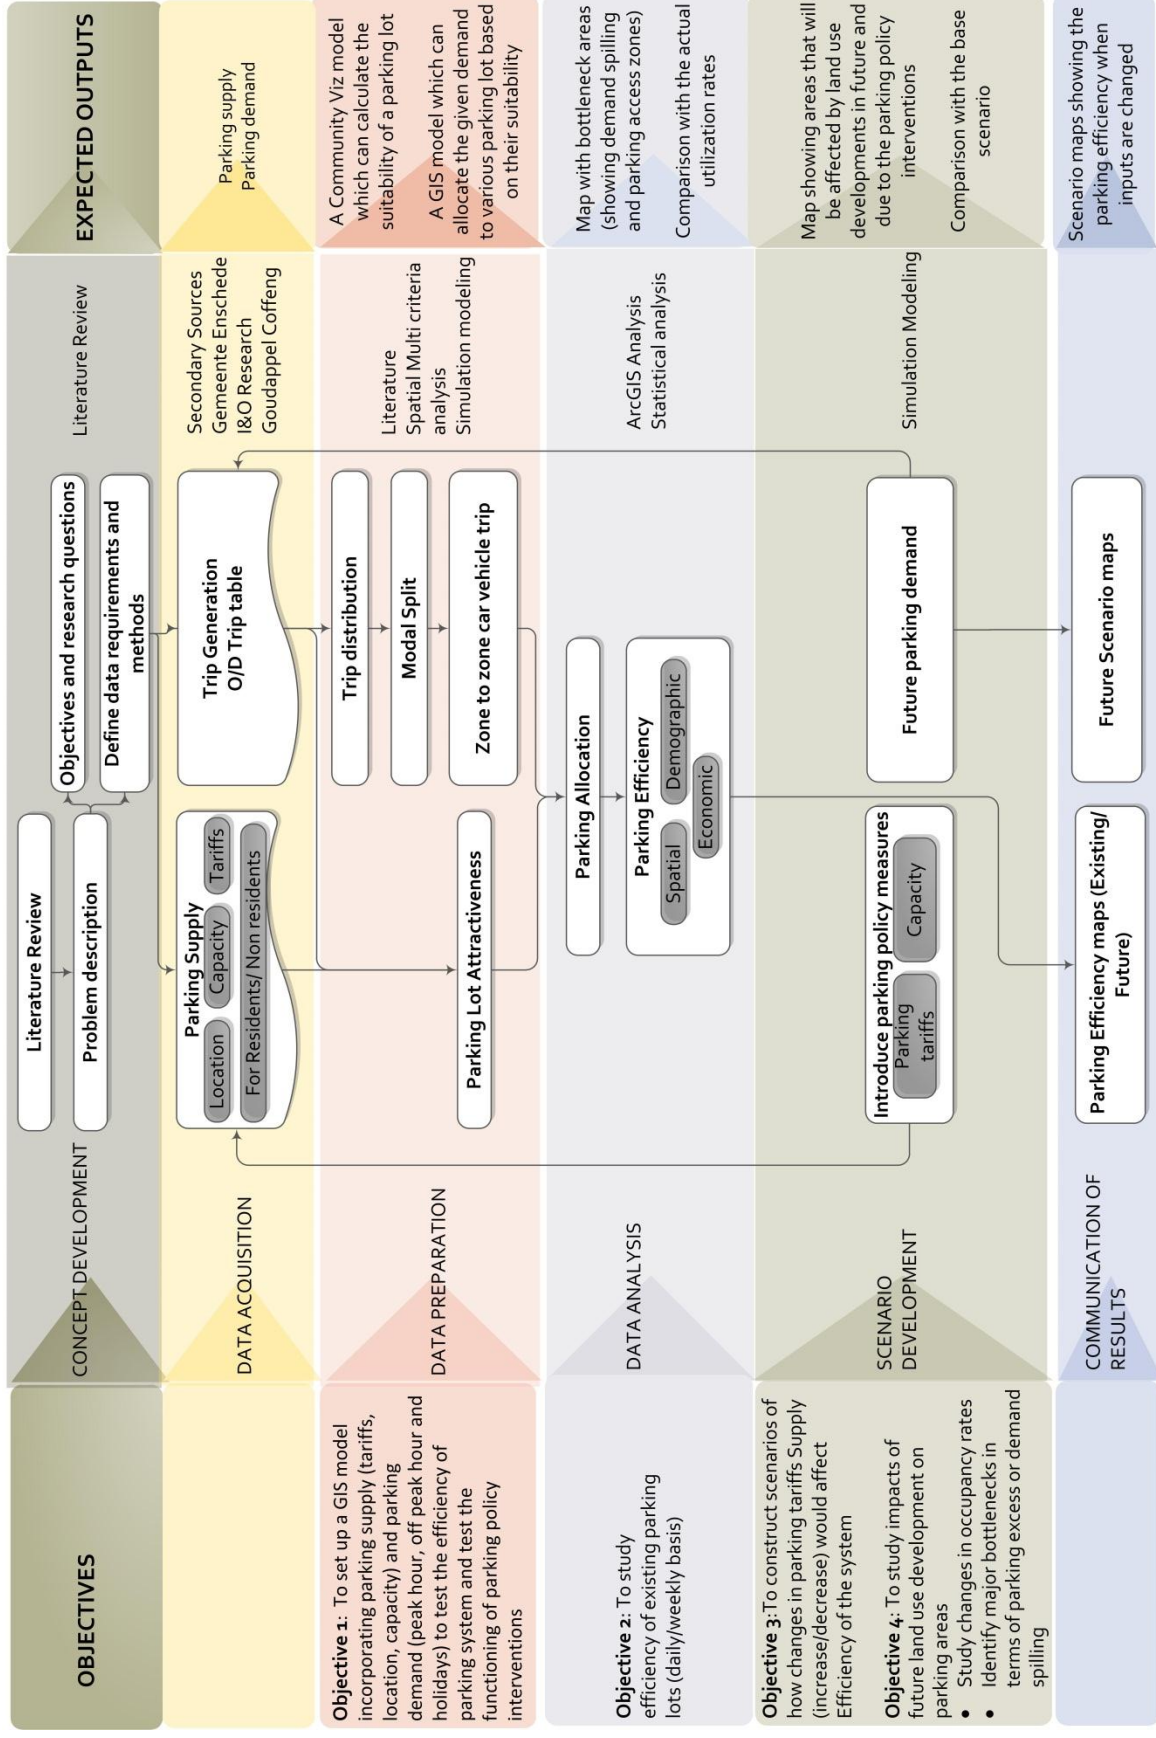 OBJECTIVES
EXPECTED OUTPUTS
CONCEPT DEVELOPMENT
Literature Review
Problem description
Objectives and research questions
Define data requirements and
methods
Literature Review
DATA ACQUISITION
Parking Supply
Location
Capacity
Tariffs
For Residents/ Non residents
Trip Generation
O/D Trip table
Secondary Sources
Gemeente Enschede
I&O Research
Goudappel Coffeng
Parking supply
Parking demand
Objective 1: To set up a GIS model
incorporating parking supply (tariffs,
location, capacity) and parking
demand (peak hour, off peak hour and
holidays) to test the efficiency of
parking system and test the
functioning of parking policy
interventions
DATA PREPARATION
Parking Lot Attractiveness
Trip distribution
Modal Split
Zone to zone car vehicle trip
Literature
Spatial Multi criteria
analysis
Simulation modeling
A Community Viz model
which can calculate the
suitability of a parking lot
A GIS model which can
allocate the given demand
to various parking lot based
on their suitability
Objective 2: To study
efficiency of existing parking
lots (daily/weekly basis)
DATA ANALYSIS
Parking Allocation
Parking Efficiency
Spatial
Demographic
Economic
ArcGIS Analysis
Statistical analysis
Map with bottleneck areas
(showing demand spilling
and parking access zones)
Comparison with the actual
utilization rates
Objective 3:To construct scenarios of
how changes in parking tariffs Supply
(increase/decrease) would affect
Efficiency of the system
Objective 4: To study impacts of
future land use development on
parking areas
• Study changes in occupancy rates
• Identify major bottlenecks in
terms of parking excess or demand
spilling
SCENARIO
DEVELOPMENT
Introduce parking policy measures
Parking
tariffs
Capacity
Future parking demand
Simulation Modeling
Map showing areas that will
be affected by land use
developments in future and
due to the parking policy
interventions
Comparison with the base
scenario
COMMUNICATION OF
RESULTS
Parking Efficiency maps (Existing/
Future)
Future Scenario maps
Scenario maps showing the
parking efficiency when
inputs are changed